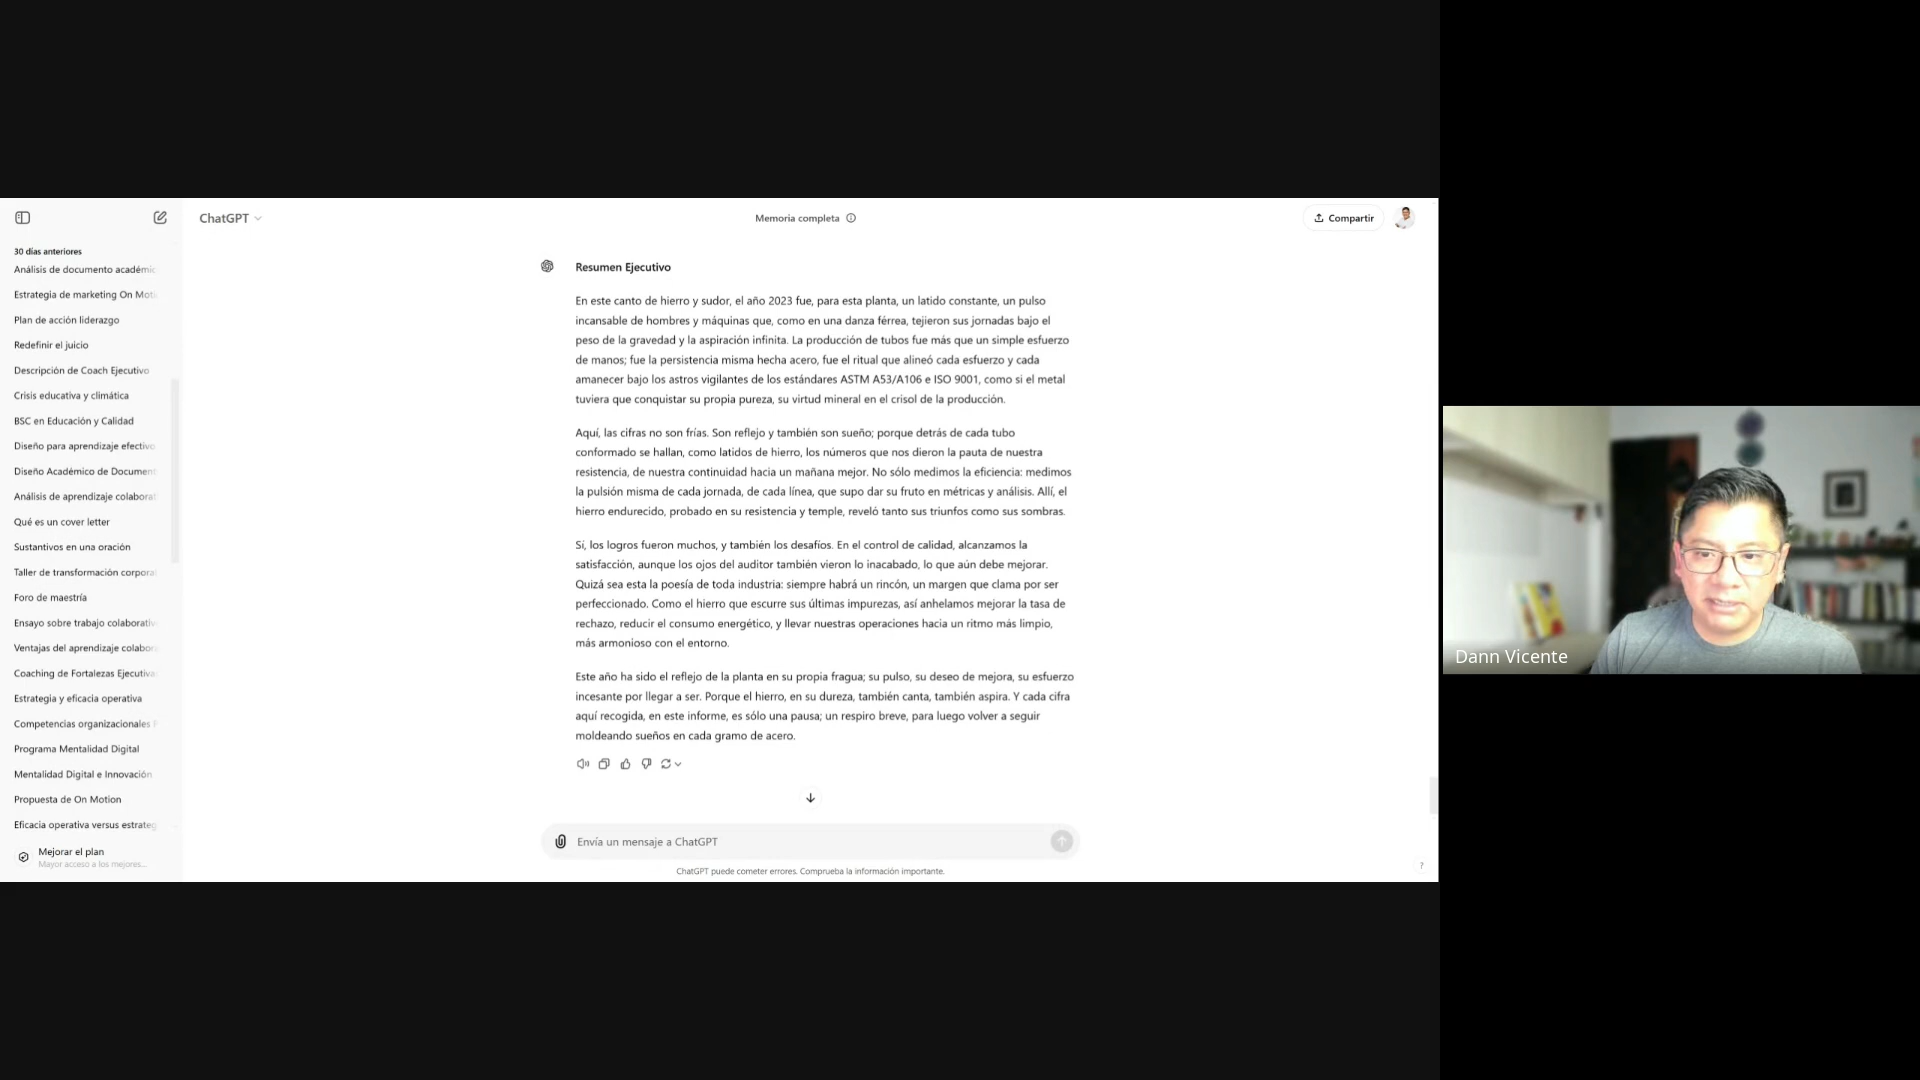 ChatGPT
Memoria completa
Compartir
30 días anteriores
Análisis de documento académic
Estrategia de marketing On Moti
Plan de acción liderazgo
Redefinir el juicio
Descripción de Coach Ejecutivo
Crisis educativa y climática
BSC en Educación y Calidad
Diseño para aprendizaje efectivo
Diseño Académico de Document
Análisis de aprendizaje colaborat
Qué es un cover letter
Sustantivos en una oración
Taller de transformación corporal
Foro de maestría
Ensayo sobre trabajo colaborativ
Ventajas del aprendizaje colabor
Coaching de Fortalezas Ejecutiva
Estrategia y eficacia operativa
Competencias organizacionales
Programa Mentalidad Digital
Mentalidad Digital e Innovación
Propuesta de On Motion
Eficacia operativa versus estrateg
Mejorar el plan
Mayor acceso a los mejores...
Resumen Ejecutivo
En este canto de hierro y sudor, el año 2023 fue, para esta planta, un latido constante, un pulso
incansable de hombres y máquinas que, como en una danza férrea, tejieron sus jornadas bajo el
peso de la gravedad y la aspiración infinita. La producción de tubos fue más que un simple esfuerzo
de manos; fue la persistencia misma hecha acero, fue el ritual que alineó cada esfuerzo y cada
amanecer bajo los astros vigilantes de los estándares ASTM A53/A106 e ISO 9001, como si el metal
tuviera que conquistar su propia pureza, su virtud mineral en el crisol de la producción.
Aquí, las cifras no son frías. Son reflejo y también son sueño; porque detrás de cada tubo
conformado se hallan, como latidos de hierro, los números que nos dieron la pauta de nuestra
resistencia, de nuestra continuidad hacia un mañana mejor. No sólo medimos la eficiencia: medimos
la pulsión misma de cada jornada, de cada línea, que supo dar su fruto en métricas y análisis. Allí, el
hierro endurecido, probado en su resistencia y temple, reveló tanto sus triunfos como sus sombras.
Sí, los logros fueron muchos, y también los desafíos. En el control de calidad, alcanzamos la
satisfacción, aunque los ojos del auditor también vieron lo inacabado, lo que aún debe mejorar.
Quizá sea esta la poesía de toda industria: siempre habrá un rincón, un margen que clama por ser
perfeccionado. Como el hierro que escurre sus últimas impurezas, así anhelamos mejorar la tasa de
rechazo, reducir el consumo energético, y llevar nuestras operaciones hacia un ritmo más limpio,
más armonioso con el entorno.
Este año ha sido el reflejo de la planta en su propia fragua; su pulso, su deseo de mejora, su esfuerzo
incesante por llegar a ser. Porque el hierro, en su dureza, también canta, también aspira. Y cada cifra
aquí recogida, en este informe, es sólo una pausa; un respiro breve, para luego volver a seguir
moldeando sueños en cada gramo de acero.
Envía un mensaje a ChatGPT
ChatGPT puede cometer errores. Comprueba la información importante.
?
Dann Vicente